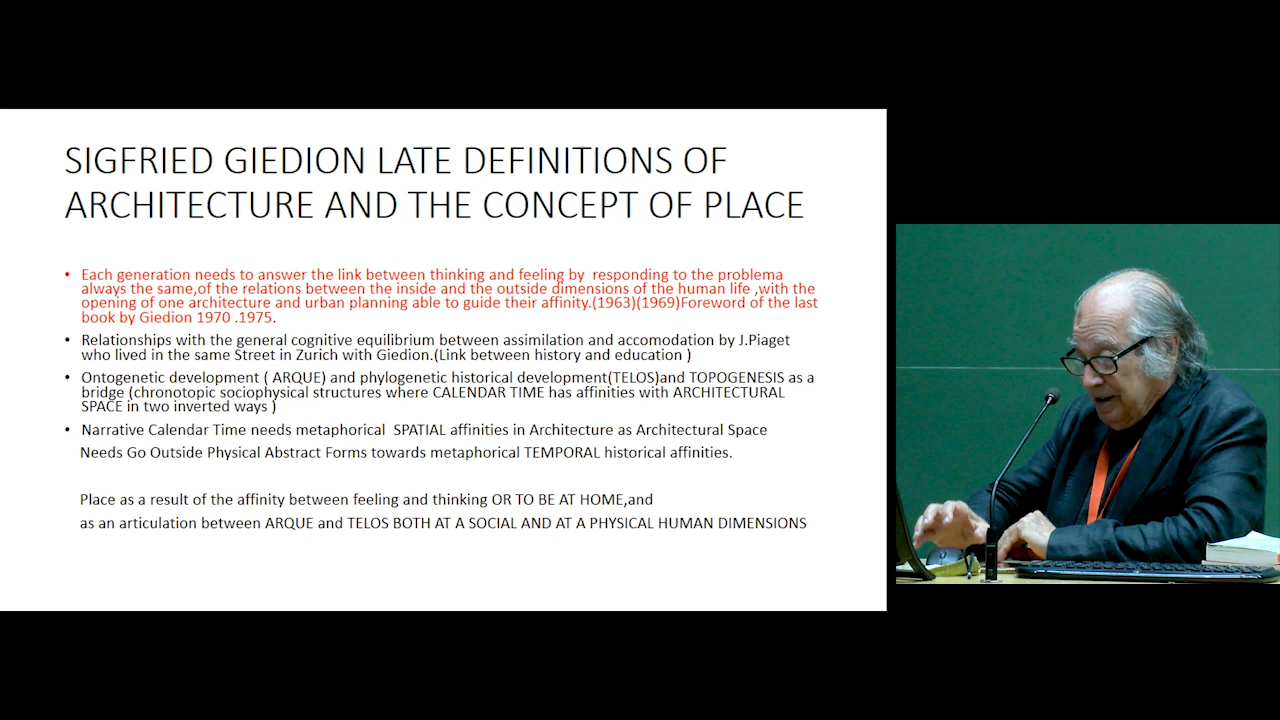 SIGFRIED GIEDION LATE DEFINITIONS OF
ARCHITECTURE AND THE CONCEPT OF PLACE
• Each generation needs to answer the link between thinking and feeling by responding to the problema
always the same,of the relations between the inside and the outside dimensions of the human life ,with the
opening of one architecture and urban planning able to guide their affinity.(1963)(1969)Foreword of the last
book by Giedion 1970 .1975.
• Relationships with the general cognitive equilibrium between assimilation and accomodation by J.Piaget
who lived in the same Street in Zurich with Giedion.(Link between history and education )
• Ontogenetic development ( ARQUE) and phylogenetic historical development(TELOS)and TOPOGENESIS as a
bridge (chronotopic sociophysical structures where CALENDAR TIME has affinities with ARCHITECTURAL
SPACE in two inverted ways )
• Narrative Calendar Time needs metaphorical SPATIAL affinities in Architecture as Architectural Space
Needs Go Outside Physical Abstract Forms towards metaphorical TEMPORAL historical affinities.
Place as a result of the affinity between feeling and thinking OR TO BE AT HOME,and
as an articulation between ARQUE and TELOS BOTH AT A SOCIAL AND AT A PHYSICAL HUMAN DIMENSIONS